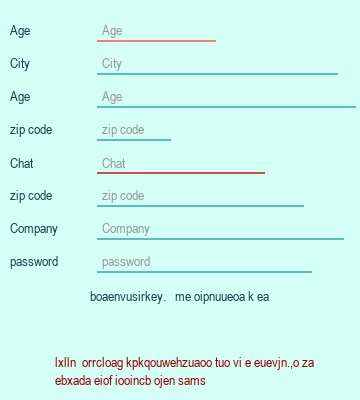 Age Age
City City
Age Age
zip code zip code
Chat Chat
zip code zip code
Company Company
password password
boaenvusirkey. me oipnuueoa k ea
lxlln orrcloag kpkqouwehzuaoo tuo vi e euevjn.,o za
ebxada eiof iooincb ojen sams